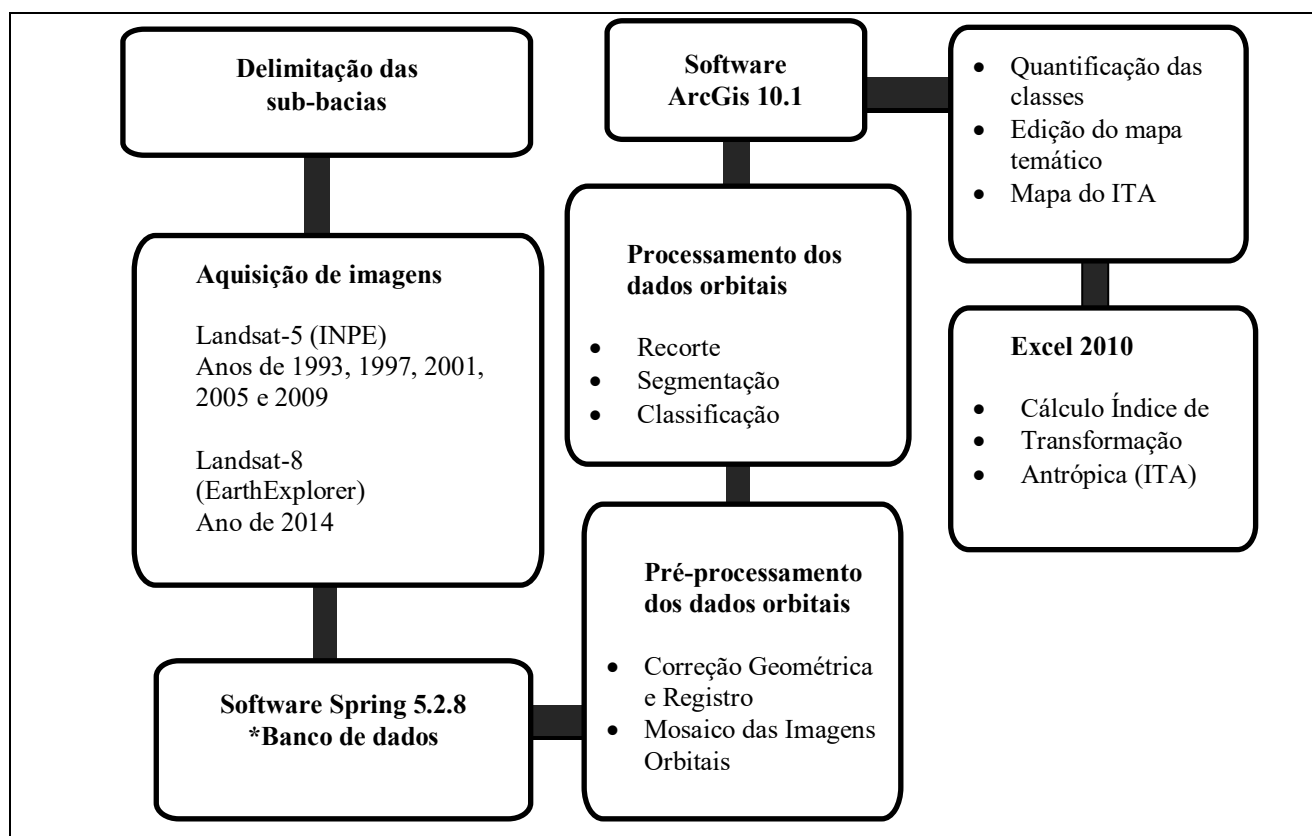 Delimitação das
sub-bacias
Aquisição de imagens
Landsat-5 (INPE)
Anos de 1993, 1997, 2001,
2005 e 2009
Landsat-8
(EarthExplorer)
Ano de 2014
Software Spring 5.2.8
*Banco de dados
Pré-processamento
dos dados orbitais
• Correção Geométrica
e Registro
• Mosaico das Imagens
Orbitais
Processamento dos
dados orbitais
• Recorte
• Segmentação
• Classificação
Software
ArcGis 10.1
• Quantificação das
classes
• Edição do mapa
temático
• Mapa do ITA
Excel 2010
• Cálculo Índice de
• Transformação
• Antrópica (ITA)